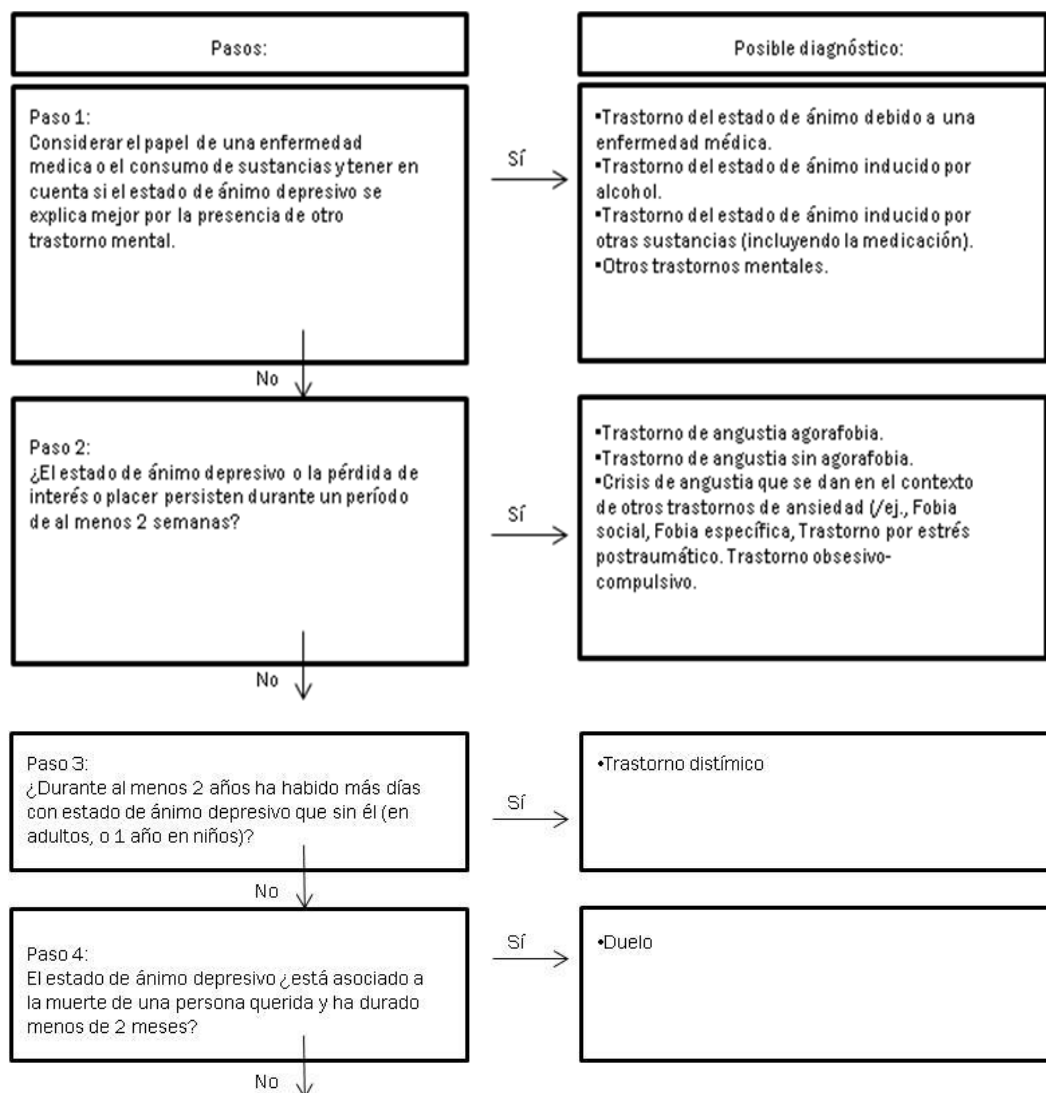 Pasos:
Posible diagnóstico:
Paso 1:
Considerar el papel de una enfermedad
medica o el consumo de sustancias y tener en
cuenta si el estado de ánimo depresivo se
explica mejor por la presencia de otro
trastorno mental.
Sí
▪Trastorno del estado de ánimo debido a una
enfermedad médica.
▪Trastorno del estado de ánimo inducido por
alcohol.
▪Trastorno del estado de ánimo inducido por
otras sustancias (incluyendo la medicación).
▪Otros trastornos mentales.
No
Paso 2:
¿El estado de ánimo depresivo o la pérdida de
interés o placer persisten durante un período
de al menos 2 semanas?
Sí
▪Trastorno de angustia agorafobia.
▪Trastorno de angustia sin agorafobia.
▪Crisis de angustia que se dan en el contexto
de otros trastornos de ansiedad (/ej., Fobia
social, Fobia específica, Trastorno por estrés
postraumático. Trastorno obsesivo-
compulsivo.
No
Paso 3:
¿Durante al menos 2 años ha habido más días
con estado de ánimo depresivo que sin él (en
adultos, o 1 año en niños)?
Sí
•Trastorno distímico
No
Paso 4:
El estado de ánimo depresivo ¿está asociado a
la muerte de una persona querida y ha durado
menos de 2 meses?
Sí
•Duelo
No